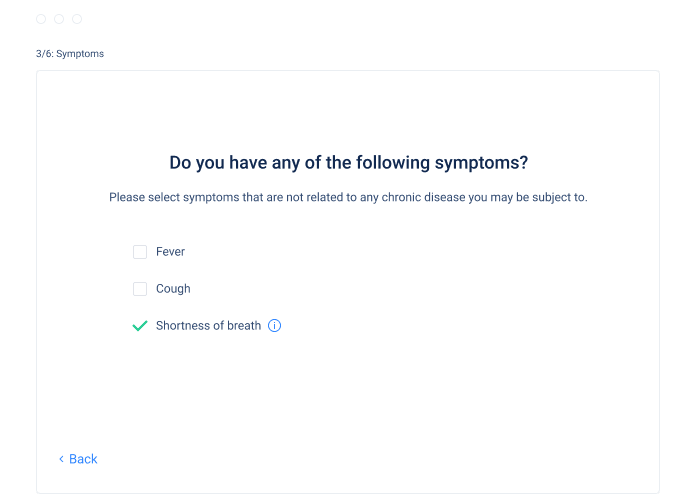 3/6: Symptoms
Do you have any of the following symptoms?
Please select symptoms that are not related to any chronic disease you may be subject to.
Fever
Cough
Shortness of breath
Back